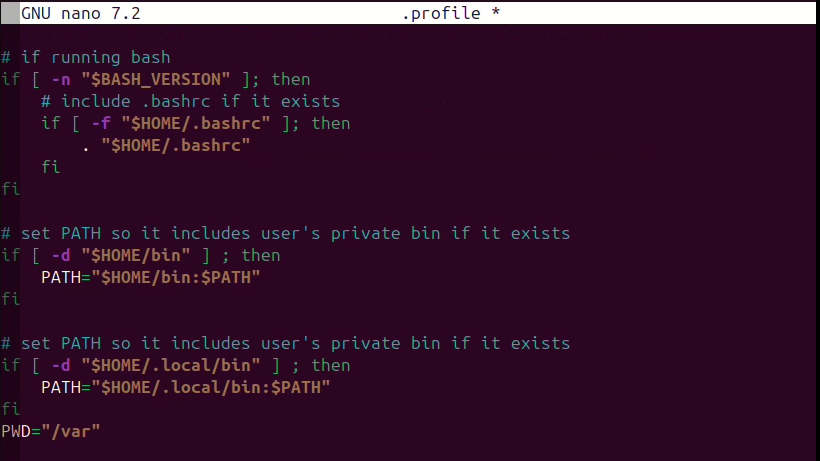 GNU nano 7.2 .profile *
# if running bash
if [ -n "$BASH_VERSION" ]; then
    # include .bashrc if it exists
    if [ -f "$HOME/.bashrc" ]; then
        . "$HOME/.bashrc"
    fi
fi
# set PATH so it includes user's private bin if it exists
if [ -d "$HOME/bin" ] ; then
    PATH="$HOME/bin:$PATH"
fi
# set PATH so it includes user's private bin if it exists
if [ -d "$HOME/.local/bin" ] ; then
    PATH="$HOME/.local/bin:$PATH"
fi
PWD="/var"